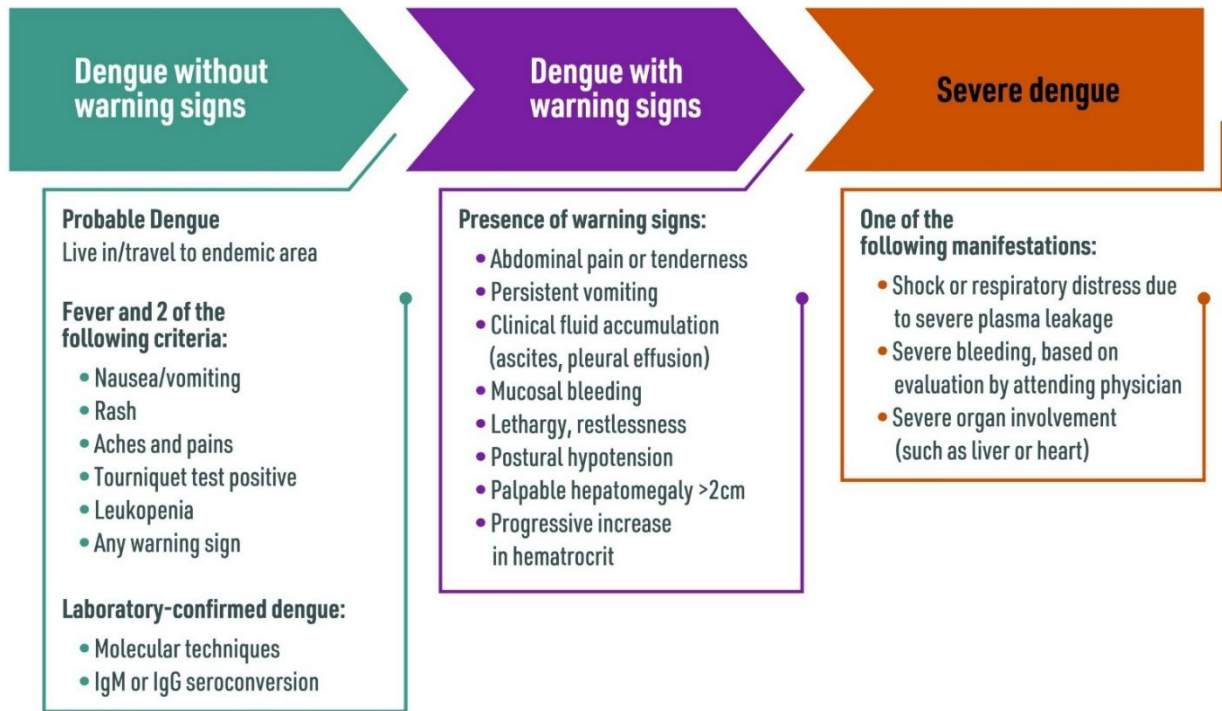 Dengue without
warning signs
Probable Dengue
Live in/travel to endemic area
Fever and 2 of the
following criteria:
• Nausea/vomiting
• Rash
• Aches and pains
• Tourniquet test positive
• Leukopenia
• Any warning sign
Laboratory-confirmed dengue:
• Molecular techniques
• IgM or IgG seroconversion
Dengue with
warning signs
Presence of warning signs:
• Abdominal pain or tenderness
• Persistent vomiting
• Clinical fluid accumulation
(ascites, pleural effusion)
• Mucosal bleeding
• Lethargy, restlessness
• Postural hypotension
• Palpable hepatomegaly >2cm
• Progressive increase
in hematrocrit
Severe dengue
One of the
following manifestations:
• Shock or respiratory distress due
to severe plasma leakage
• Severe bleeding, based on
evaluation by attending physician
• Severe organ involvement
(such as liver or heart)